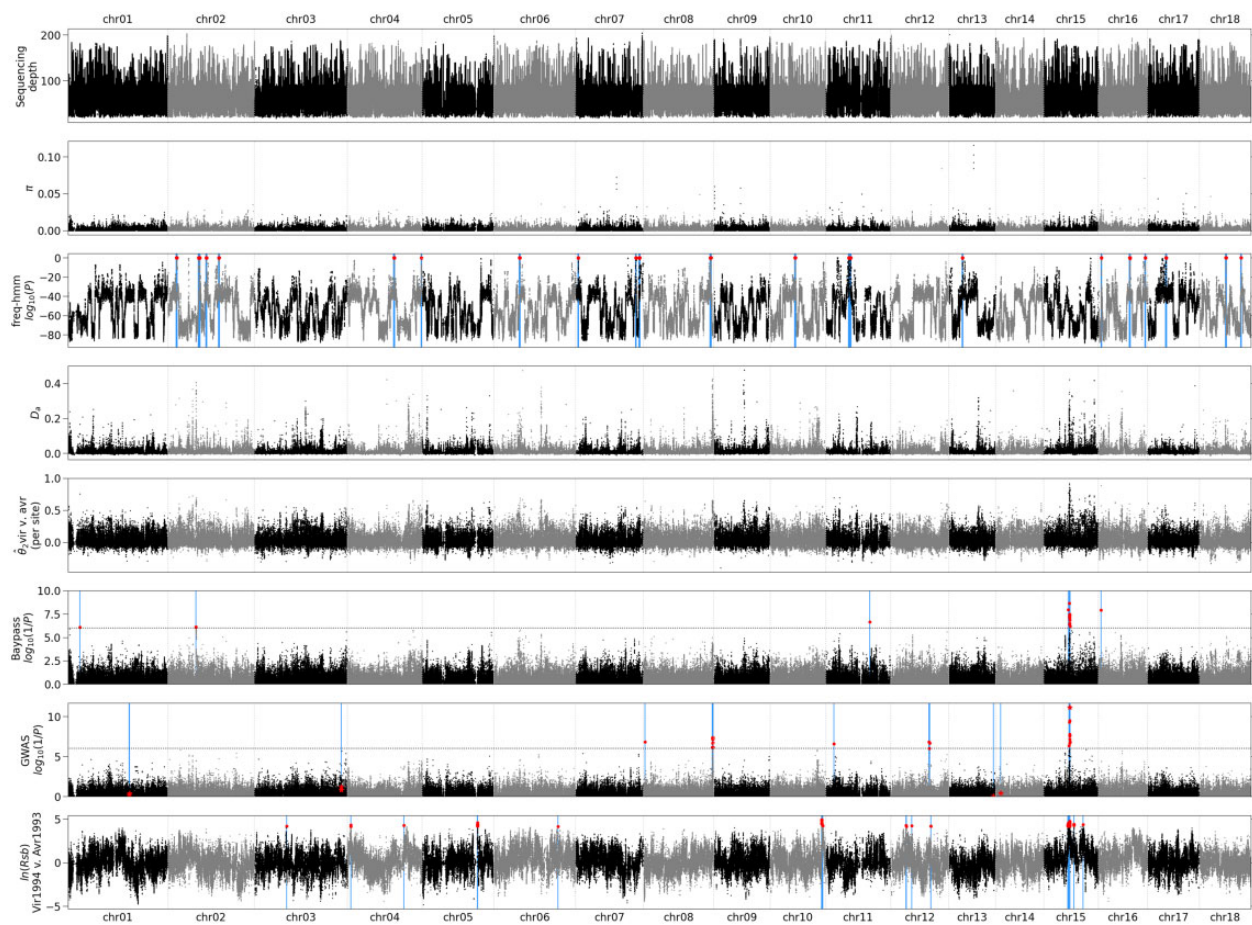 chr01 chr02 chr03 chr04 chr05 chr06 chr07 chr08 chr09 chr10 chr11 chr12 chr13 chr14 chr15 chr16 chr17 chr18
Sequencing
depth
200
100
π
0.10
0.05
0.00
freq-hmm
log₁₀(P)
0
−20
−40
−60
−80
Dₐ
0.4
0.2
0.0
θ̂₂vir v. avr
(per site)
1.0
0.5
0.0
Baypass
log₁₀(1/P)
10.0
7.5
5.0
2.5
0.0
GWAS
log₁₀(1/P)
10
5
0
ln(Rsb)
Vir1994 v. Avr1993
5
0
−5
chr01 chr02 chr03 chr04 chr05 chr06 chr07 chr08 chr09 chr10 chr11 chr12 chr13 chr14 chr15 chr16 chr17 chr18